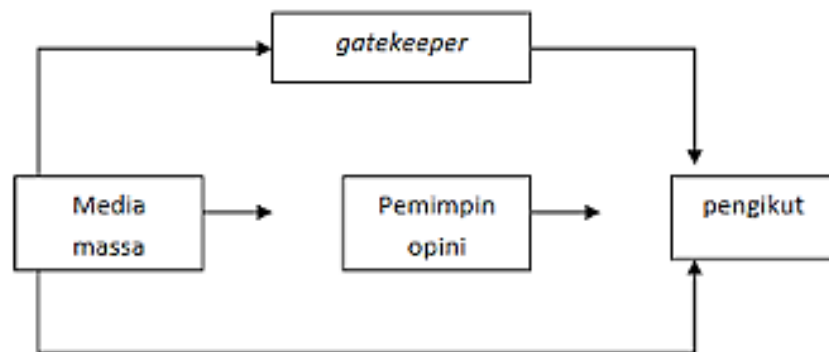 gatekeeper
Media
massa
Pemimpin
opini
pengikut